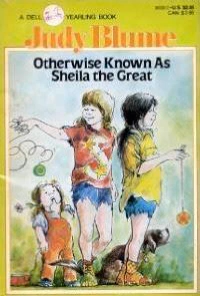 A DELL YEARLING BOOK
Judy Blume
Otherwise Known As
Sheila the Great